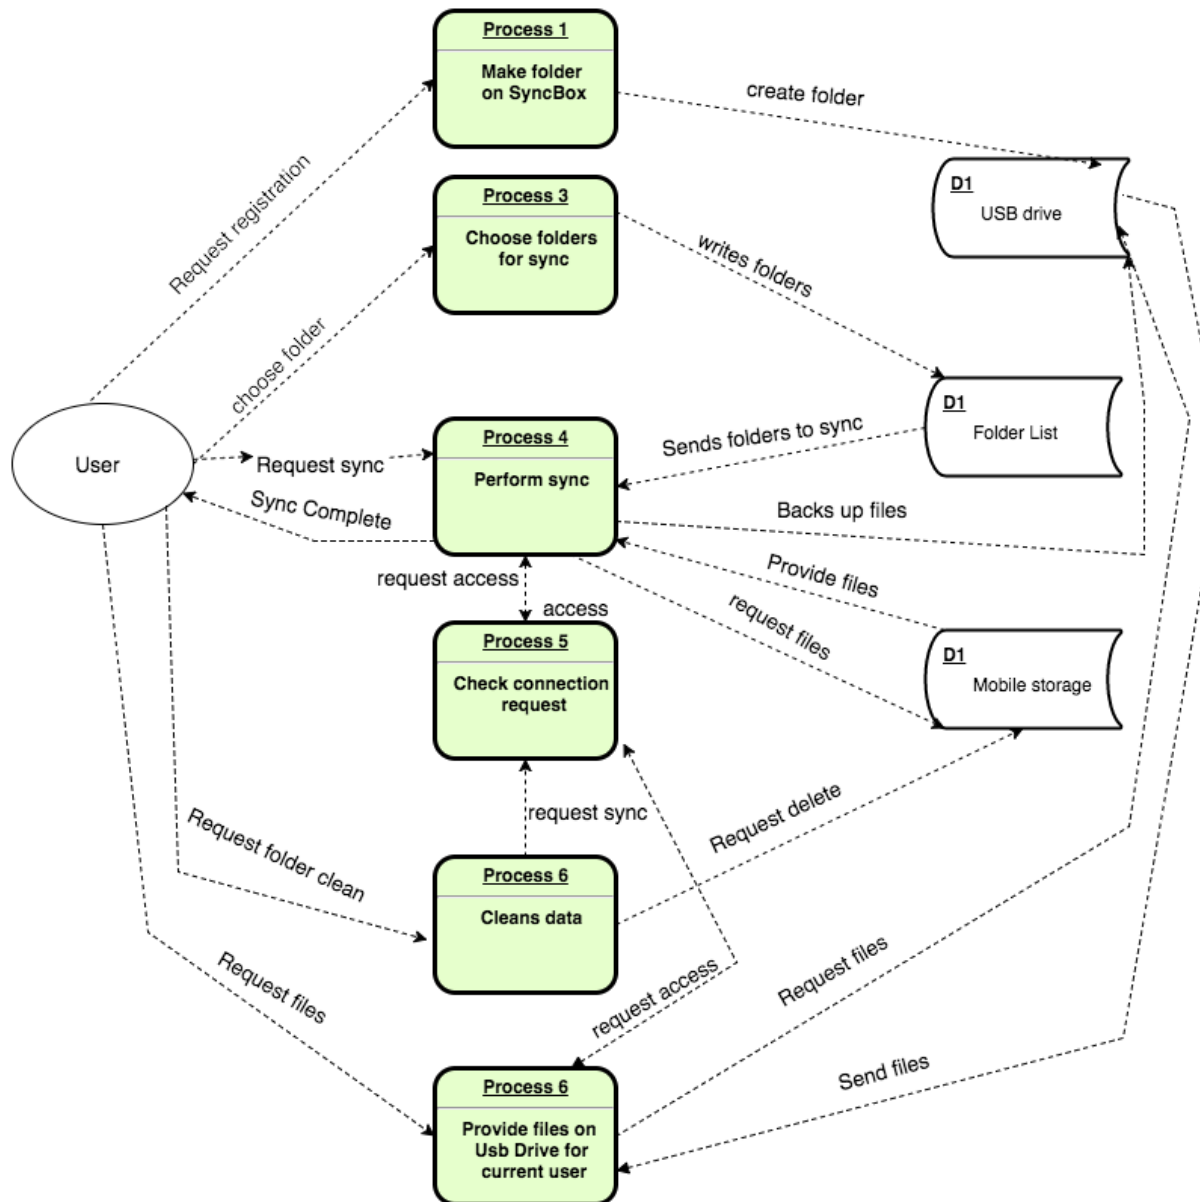 Process 1
Make folder
on SyncBox
create folder
Request registration
D1
USB drive
Process 3
Choose folders
for sync
writes folders
choose folder
D1
Folder List
User
Request sync
Sync Complete
Process 4
Perform sync
Sends folders to sync
Backs up files
Provide files
request files
request access
access
Process 5
Check connection
request
D1
Mobile storage
request sync
Request delete
Request folder clean
Process 6
Cleans data
Request files
request access
Request files
Send files
Process 6
Provide files on
Usb Drive for
current user